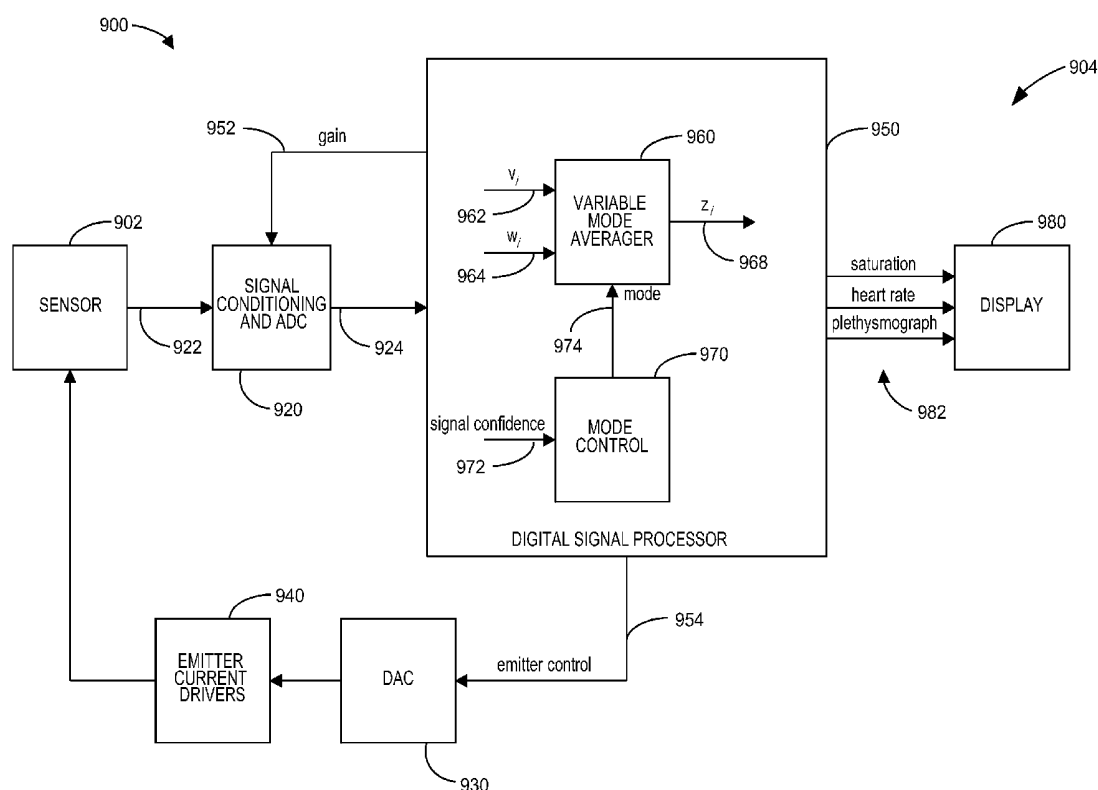 900
904
952
gain
950
960
v_i
962
VARIABLE
MODE
AVERAGER
z_i
968
w_i
964
902
SENSOR
922
SIGNAL
CONDITIONING
AND ADC
924
920
mode
974
970
980
saturation
heart rate
plethysmograph
DISPLAY
982
signal confidence
972
MODE
CONTROL
DIGITAL SIGNAL PROCESSOR
940
954
EMITTER
CURRENT
DRIVERS
DAC
emitter control
930